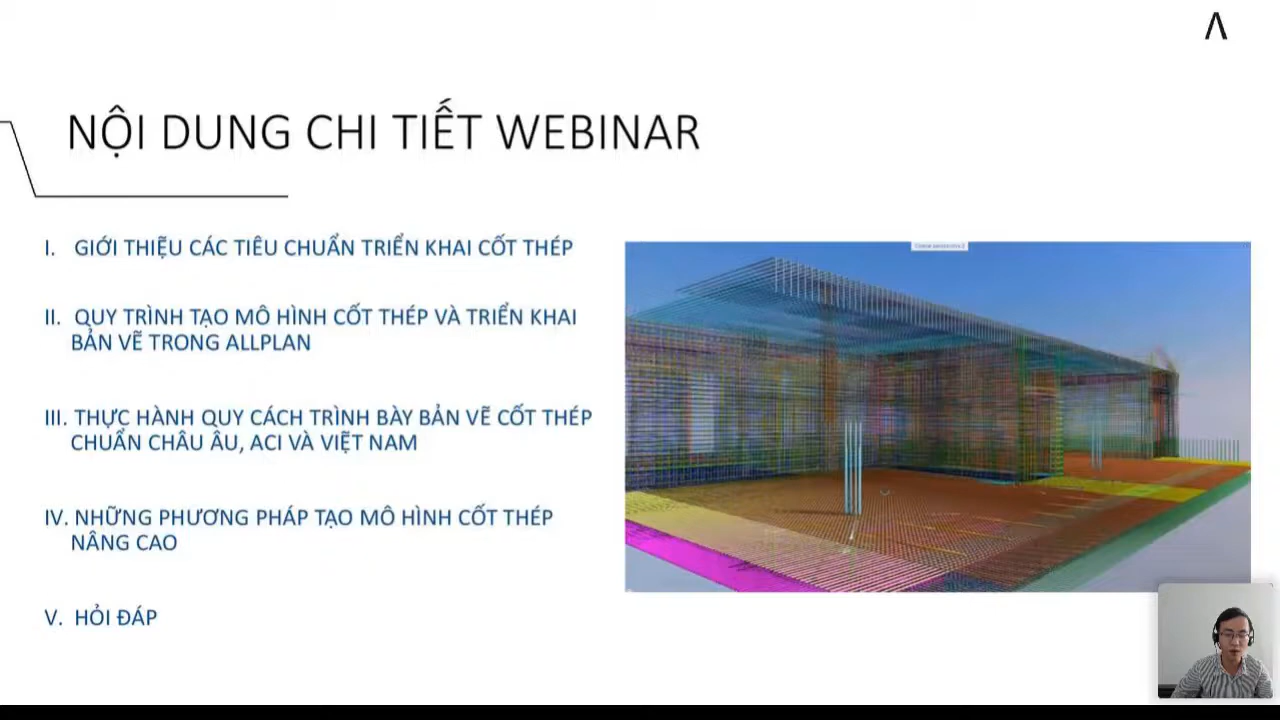 NỘI DUNG CHI TIẾT WEBINAR
I. GIỚI THIỆU CÁC TIÊU CHUẨN TRIỂN KHAI CỐT THÉP
II. QUY TRÌNH TẠO MÔ HÌNH CỐT THÉP VÀ TRIỂN KHAI
BẢN VẼ TRONG ALLPLAN
III. THỰC HÀNH QUY CÁCH TRÌNH BÀY BẢN VẼ CỐT THÉP
CHUẨN CHÂU ÂU, ACI VÀ VIỆT NAM
IV. NHỮNG PHƯƠNG PHÁP TẠO MÔ HÌNH CỐT THÉP
NÂNG CAO
V. HỎI ĐÁP